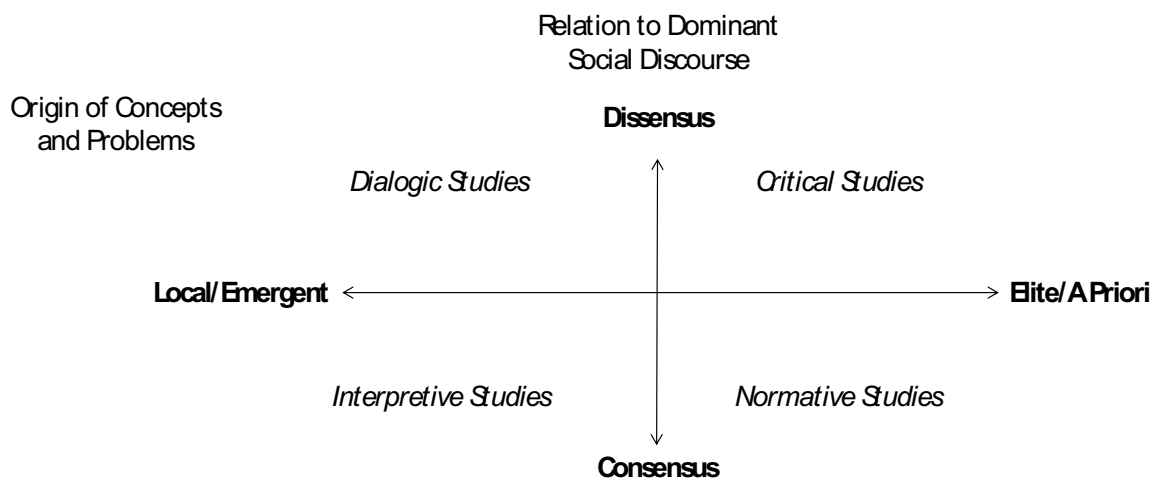 Relation to Dominant
Social Discourse
Origin of Concepts
and Problems
Dissensus
Dialogic Studies
Critical Studies
Local/Emergent
Elite/A Priori
Interpretive Studies
Normative Studies
Consensus